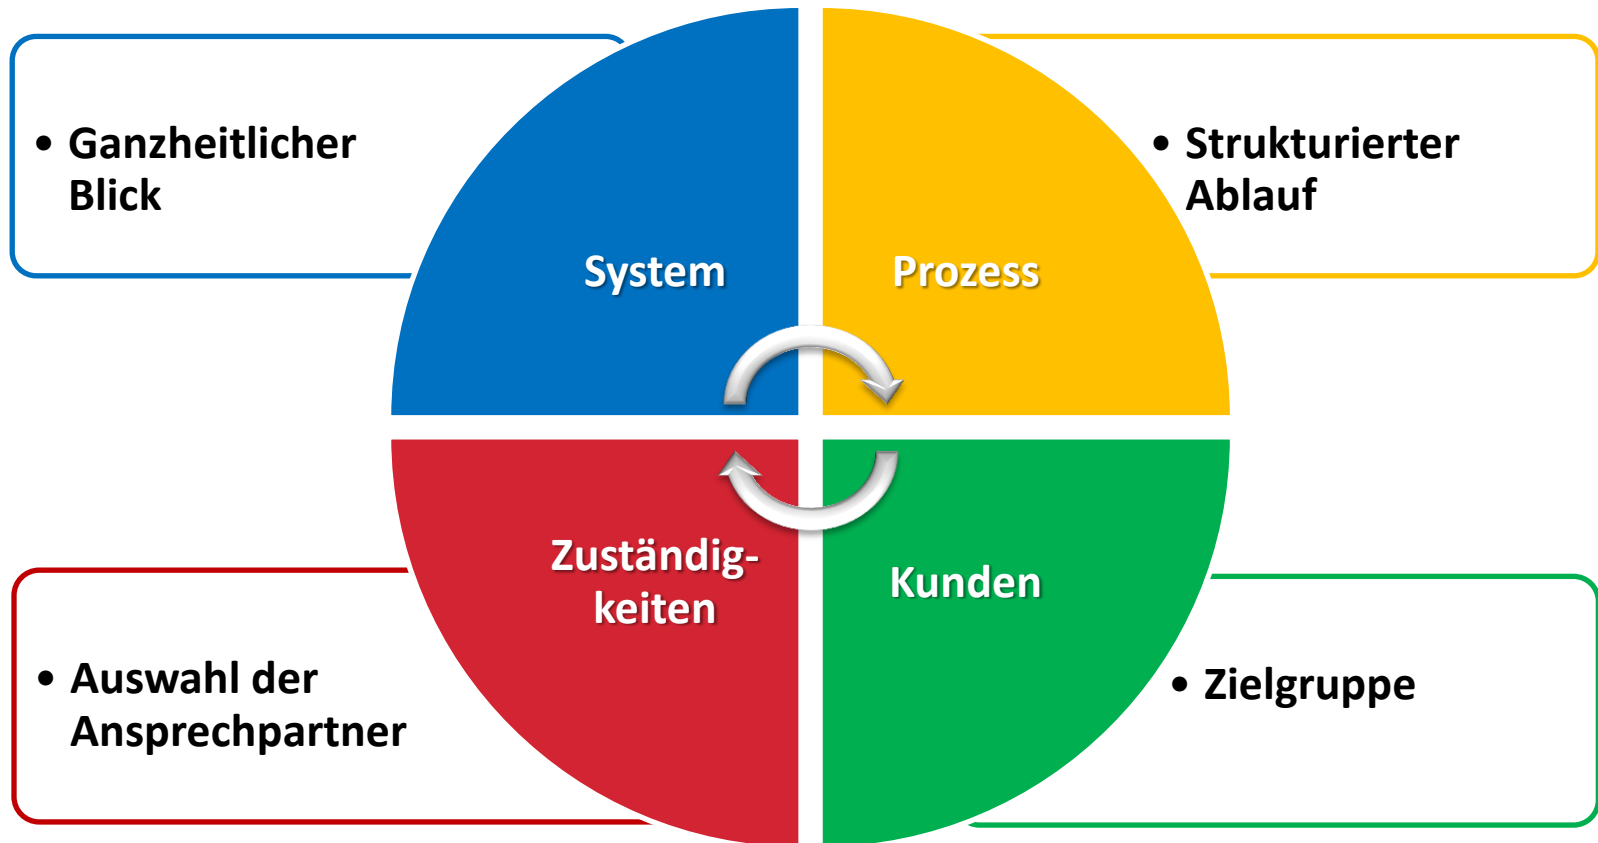 • Ganzheitlicher
Blick
• Strukturierter
Ablauf
System
Prozess
Zuständig-
keiten
Kunden
• Auswahl der
Ansprechpartner
• Zielgruppe